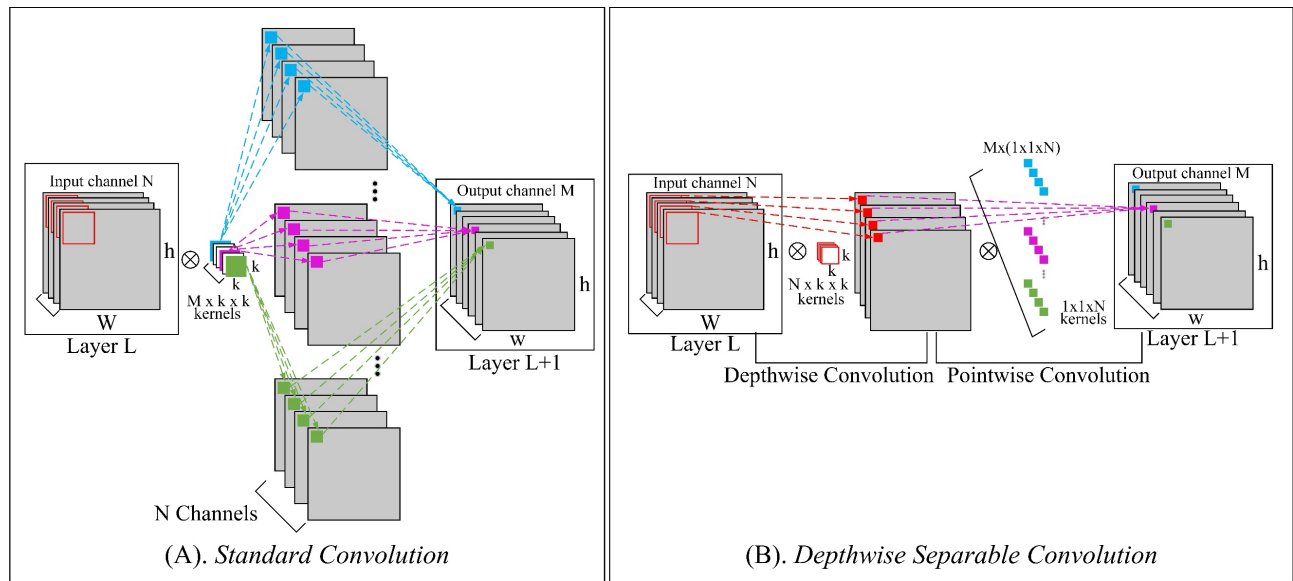 Input channel N
h
W
Layer L
k
k
M x k x k
kernels
Output channel M
h
W
Layer L+1
N Channels
(A). Standard Convolution
Input channel N
h
W
Layer L
k
k
N x k x k
kernels
Mx(1x1xN)
1x1xN
kernels
Output channel M
h
W
Layer L+1
Depthwise Convolution
Pointwise Convolution
(B). Depthwise Separable Convolution